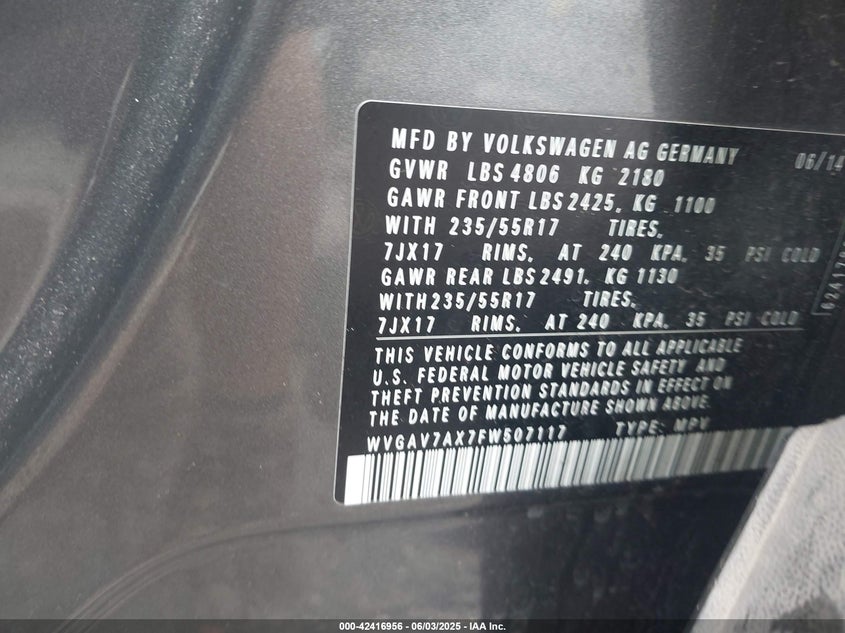 MFD BY VOLKSWAGEN AG GERMANY 06/14
GVWR LBS 4806 KG 2180
GAWR FRONT LBS 2425, KG 1100
WITH 235/55R17 TIRES,
7JX17 RIMS, AT 240 KPA, 35 PSI COLD
GAWR REAR LBS 2491, KG 1130
WITH 235/55R17 TIRES,
7JX17 RIMS, AT 240 KPA, 35 PSI COLD
THIS VEHICLE CONFORMS TO ALL APPLICABLE
U.S. FEDERAL MOTOR VEHICLE SAFETY AND
THEFT PREVENTION STANDARDS IN EFFECT ON
THE DATE OF MANUFACTURE SHOWN ABOVE.
WVGAV7AX7FW507117 TYPE: MPV
000-42416956 - 06/03/2025 - IAA Inc.